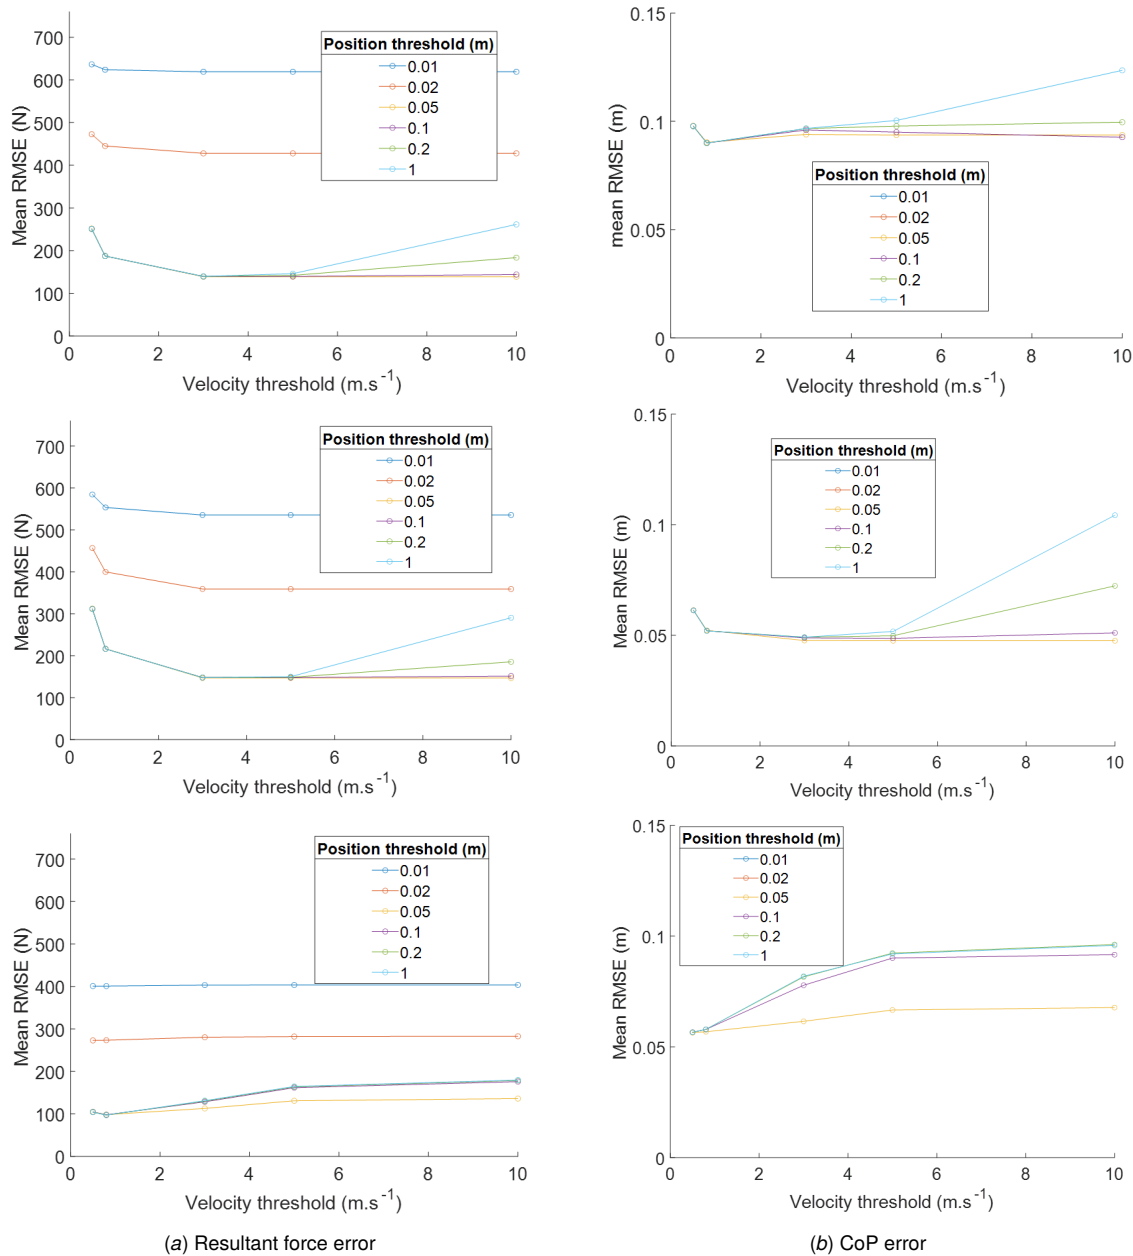 700
600
500
400
300
200
100
0
Mean RMSE (N)
Position threshold (m)
0.01
0.02
0.05
0.1
0.2
1
0 2 4 6 8 10
Velocity threshold (m.s-1)
0.15
0.1
0.05
0
mean RMSE (m)
Position threshold (m)
0.01
0.02
0.05
0.1
0.2
1
0 2 4 6 8 10
Velocity threshold (m.s-1)
700
600
500
400
300
200
100
0
Mean RMSE (N)
Position threshold (m)
0.01
0.02
0.05
0.1
0.2
1
0 2 4 6 8 10
Velocity threshold (m.s-1)
0.15
0.1
0.05
0
Mean RMSE (m)
Position threshold (m)
0.01
0.02
0.05
0.1
0.2
1
0 2 4 6 8 10
Velocity threshold (m.s-1)
700
600
500
400
300
200
100
0
Mean RMSE (N)
Position threshold (m)
0.01
0.02
0.05
0.1
0.2
1
0 2 4 6 8 10
Velocity threshold (m.s-1)
0.15
0.1
0.05
0
Mean RMSE (m)
Position threshold (m)
0.01
0.02
0.05
0.1
0.2
1
0 2 4 6 8 10
Velocity threshold (m.s-1)
(a) Resultant force error
(b) CoP error